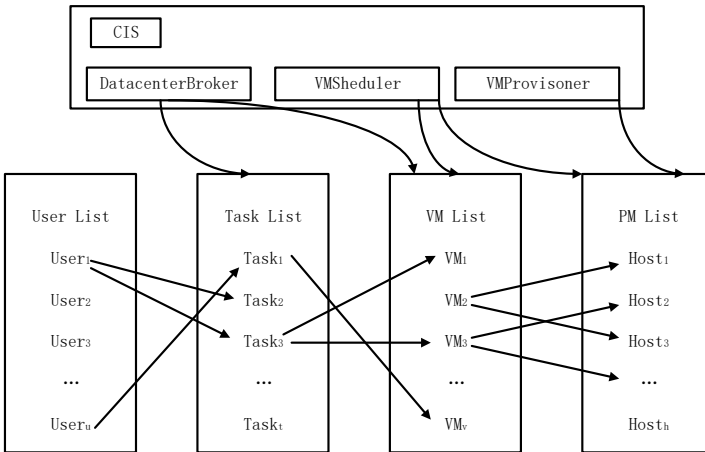 CIS
DatacenterBroker VMSheduler VMProvisoner
User List Task List VM List PM List
User₁ Task₁ VM₁ Host₁
User₂ Task₂ VM₂ Host₂
User₃ Task₃ VM₃ Host₃
... ... ... ...
Userᵤ Taskₜ VMᵥ Hostₕ